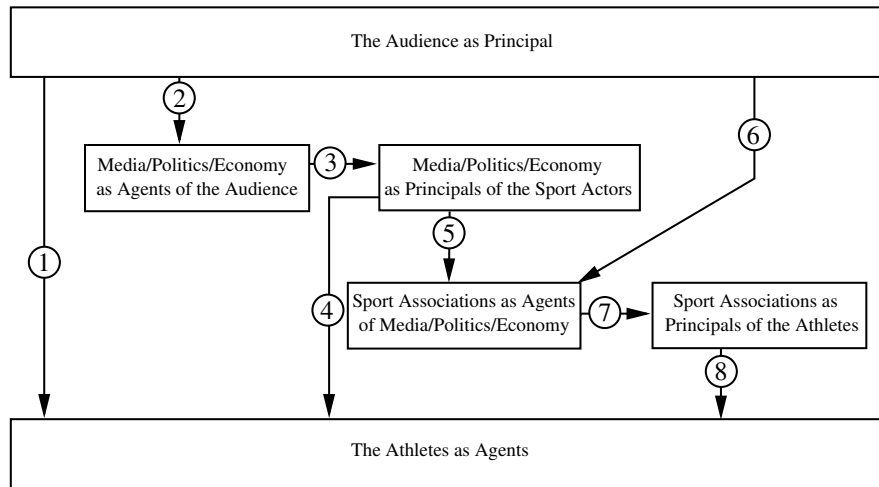 The Audience as Principal
2
6
Media/Politics/Economy
as Agents of the Audience
3
Media/Politics/Economy
as Principals of the Sport Actors
5
1
4
Sport Associations as Agents
of Media/Politics/Economy
7
Sport Associations as
Principals of the Athletes
8
The Athletes as Agents